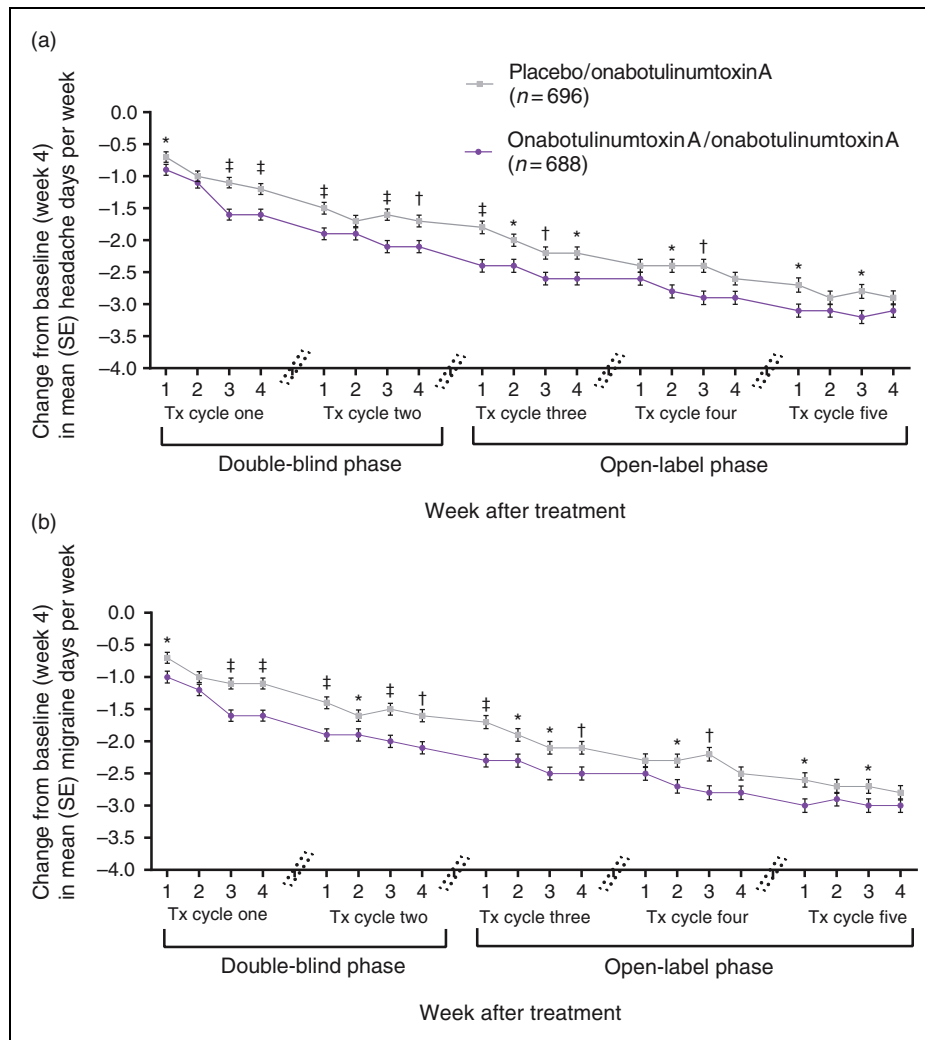 (a)
Placebo/onabotulinumtoxinA
(n=696)
OnabotulinumtoxinA/onabotulinumtoxinA
(n=688)
Change from baseline (week 4)
in mean (SE) headache days per week
0.0
–0.5
–1.0
–1.5
–2.0
–2.5
–3.0
–3.5
–4.0
* ‡ ‡ ‡ ‡ † ‡ * † * * † * *
1 2 3 4 1 2 3 4 1 2 3 4 1 2 3 4 1 2 3 4
Tx cycle one Tx cycle two Tx cycle three Tx cycle four Tx cycle five
Double-blind phase Open-label phase
Week after treatment
(b)
Change from baseline (week 4)
in mean (SE) migraine days per week
0.0
–0.5
–1.0
–1.5
–2.0
–2.5
–3.0
–3.5
–4.0
* ‡ ‡ ‡ * ‡ † ‡ * * † * † * *
1 2 3 4 1 2 3 4 1 2 3 4 1 2 3 4 1 2 3 4
Tx cycle one Tx cycle two Tx cycle three Tx cycle four Tx cycle five
Double-blind phase Open-label phase
Week after treatment